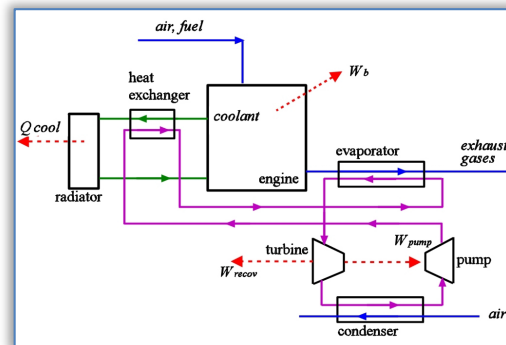 air, fuel
heat
exchanger
W b
coolant
Q cool
radiator
engine
evaporator
exhaust
gases
turbine
W pump
pump
W recov
air
condenser